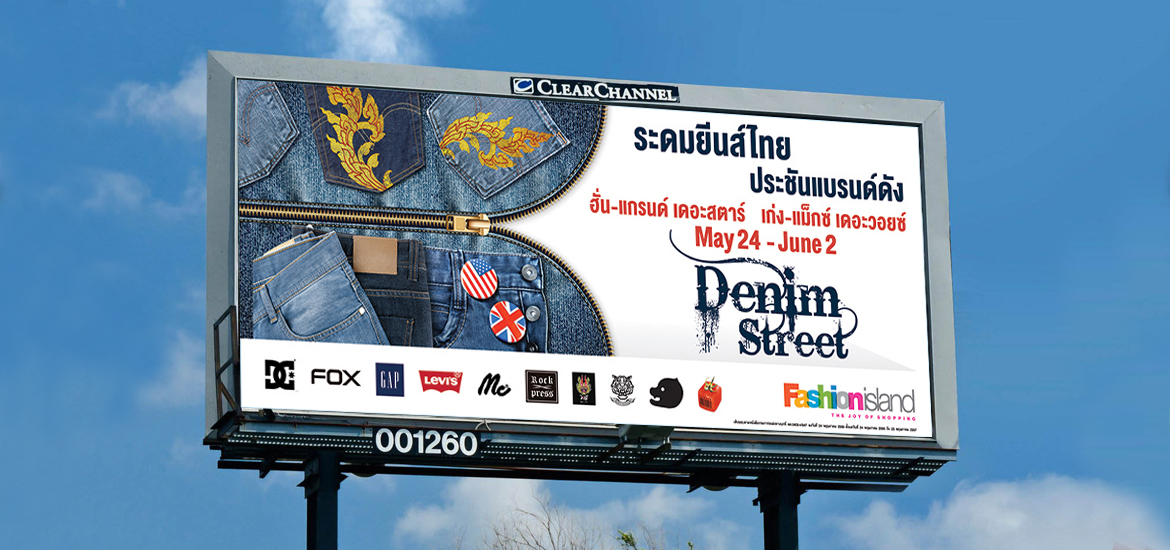 CLEARCHANNEL
ระดมยีนส์ไทย
ประชันแบรนด์ดัง
ฮั่น-แกรนด์ เดอะสตาร์ เก่ง-แม็กซ์ เดอะวอยซ์
May 24 - June 2
Denim
Street
DC FOX GAP LEVI'S Mc Rock press
Fashionisland
THE JOY OF SHOPPING
001260